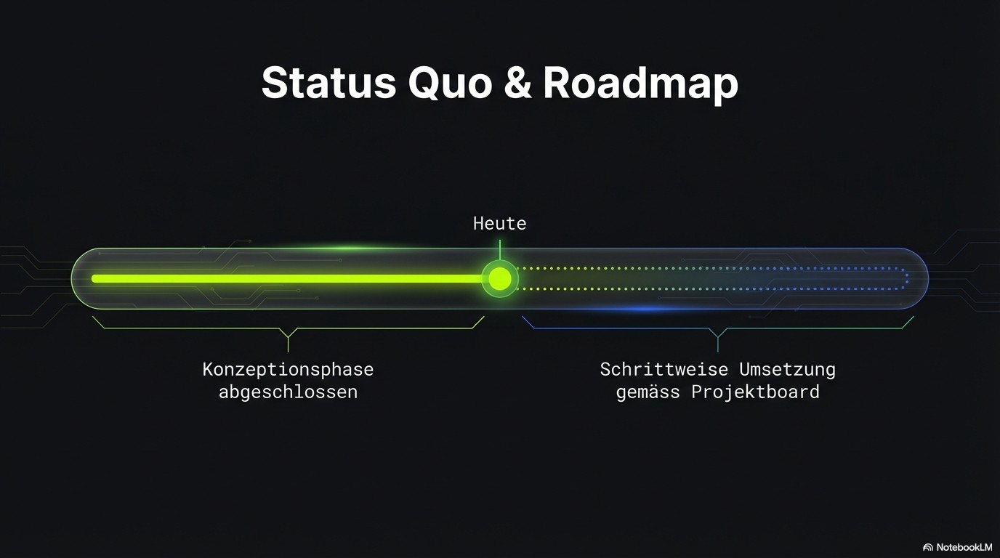 Status Quo & Roadmap
Heute
Konzeptionsphase
abgeschlossen
Schrittweise Umsetzung
gemäss Projektboard
NotebookLM